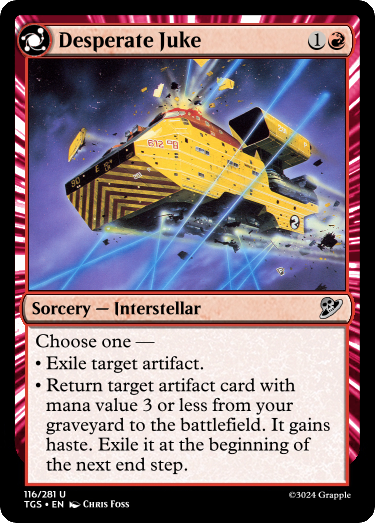 Desperate Juke 1
Sorcery — Interstellar
Choose one —
• Exile target artifact.
• Return target artifact card with
mana value 3 or less from your
graveyard to the battlefield. It gains
haste. Exile it at the beginning of
the next end step.
116/281 U
TGS • EN Chris Foss
©3024 Grapple